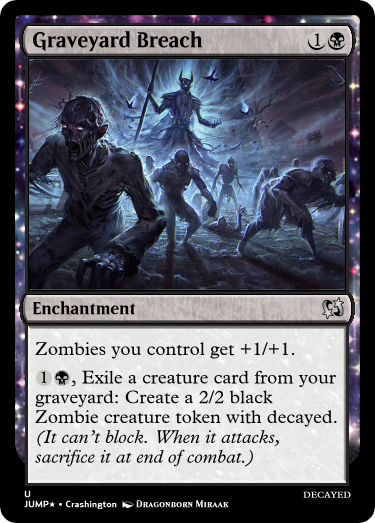 Graveyard Breach 1
Enchantment
Zombies you control get +1/+1.
1 , Exile a creature card from your
graveyard: Create a 2/2 black
Zombie creature token with decayed.
(It can't block. When it attacks,
sacrifice it at end of combat.)
U DECAYED
JUMP★ • Crashington DRAGONBORN MIRAAK